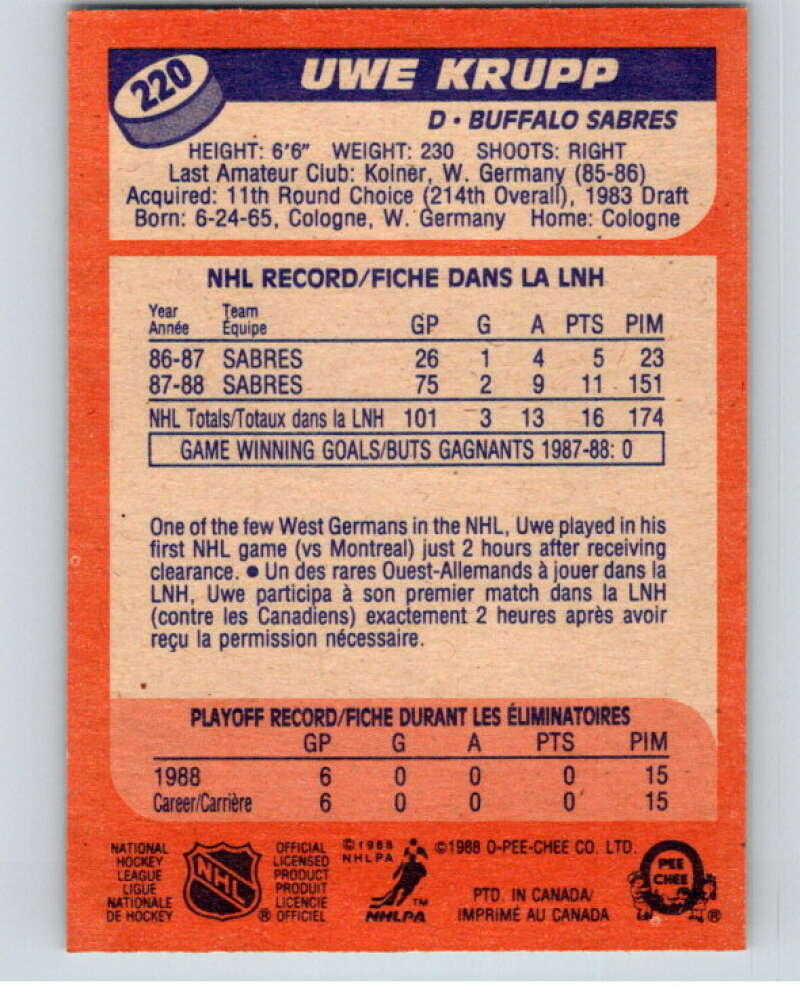 220
UWE KRUPP
D • BUFFALO SABRES
HEIGHT: 6'6" WEIGHT: 230 SHOOTS: RIGHT
Last Amateur Club: Kolner, W. Germany (85-86)
Acquired: 11th Round Choice (214th Overall), 1983 Draft
Born: 6-24-65, Cologne, W. Germany Home: Cologne
NHL RECORD/FICHE DANS LA LNH
Year Team
Année Équipe GP G A PTS PIM
86-87 SABRES 26 1 4 5 23
87-88 SABRES 75 2 9 11 151
NHL Totals/Totaux dans la LNH 101 3 13 16 174
GAME WINNING GOALS/BUTS GAGNANTS 1987-88: 0
One of the few West Germans in the NHL, Uwe played in his
first NHL game (vs Montreal) just 2 hours after receiving
clearance. ● Un des rares Ouest-Allemands à jouer dans la
LNH, Uwe participa à son premier match dans la LNH
(contre les Canadiens) exactement 2 heures après avoir
reçu la permission nécessaire.
PLAYOFF RECORD/FICHE DURANT LES ÉLIMINATOIRES
GP G A PTS PIM
1988 6 0 0 0 15
Career/Carrière 6 0 0 0 15
NATIONAL
HOCKEY
LEAGUE
LIGUE
NATIONALE
DE HOCKEY
NHL
®
OFFICIAL
LICENSED
PRODUCT
PRODUIT
LICENCIE
OFFICIEL
©1988
NHLPA
TM
NHLPA
©1988 O-PEE-CHEE CO. LTD.
PTD. IN CANADA/
IMPRIMÉ AU CANADA
PEE
CHEE
®